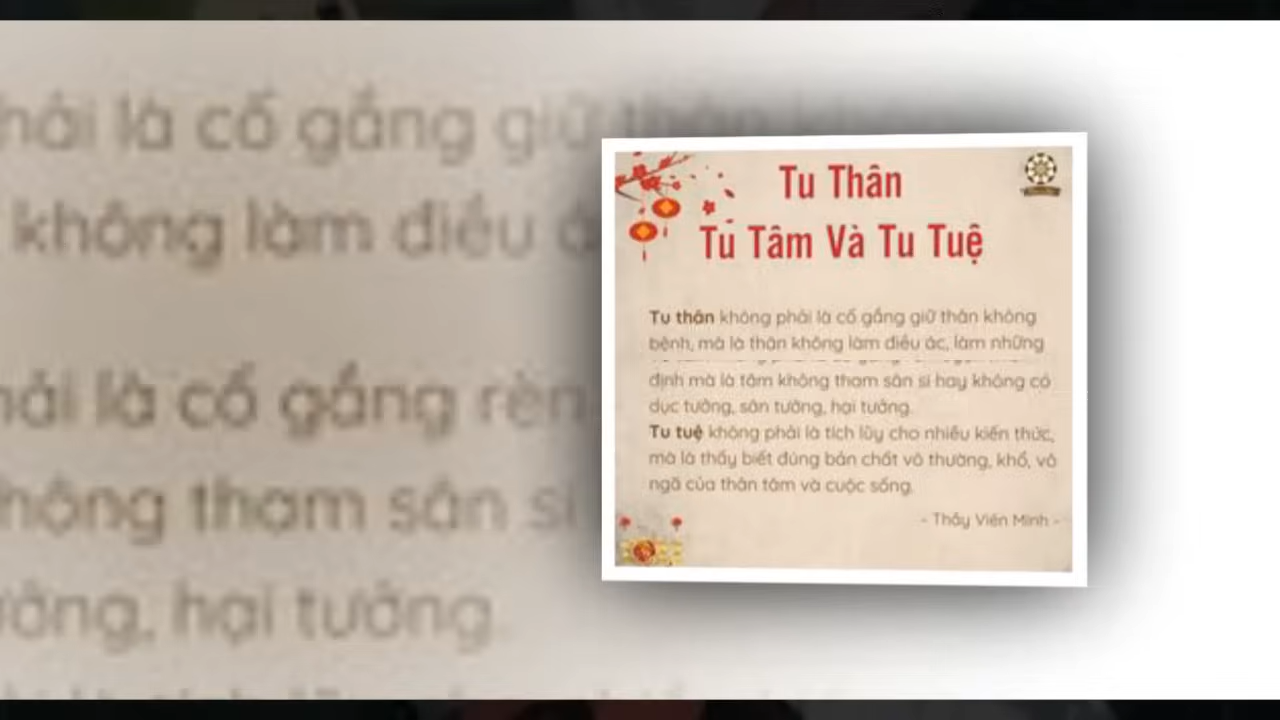 hải là cố gắng giữ thân
không làm điều
hải là cố gắng rèn
hông tham sân si
ưởng, hại tưởng.
Tu Thân
Tu Tâm Và Tu Tuệ
Tu thân không phải là cố gắng giữ thân không
bệnh, mà là thân không làm điều ác, làm những
định mà là tâm không tham sân si hay không có
dục tưởng, sân tưởng, hại tưởng.
Tu tuệ không phải là tích lũy cho nhiều kiến thức,
mà là thấy biết đúng bản chất vô thường, khổ, vô
ngã của thân tâm và cuộc sống.
- Thầy Viên Minh -